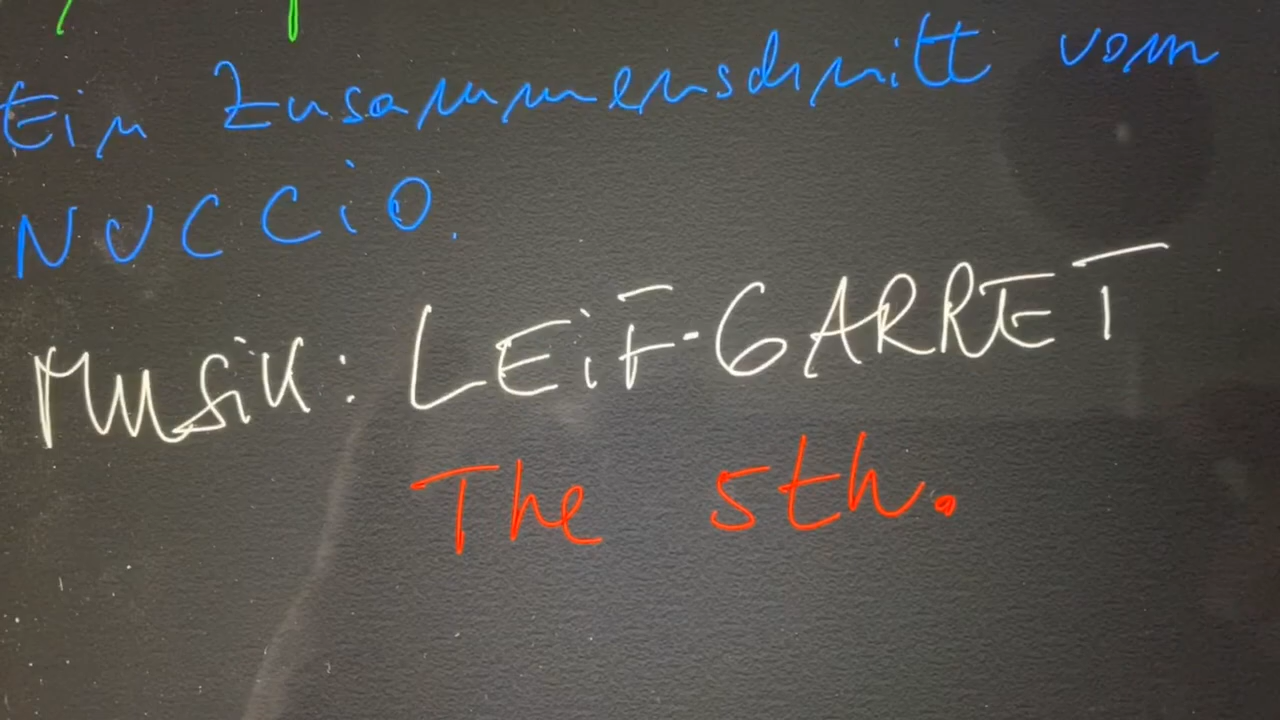 Ein Zusammenschnitt vom
NUCCiO.
Musik: LEiF-GARRET
The 5th.